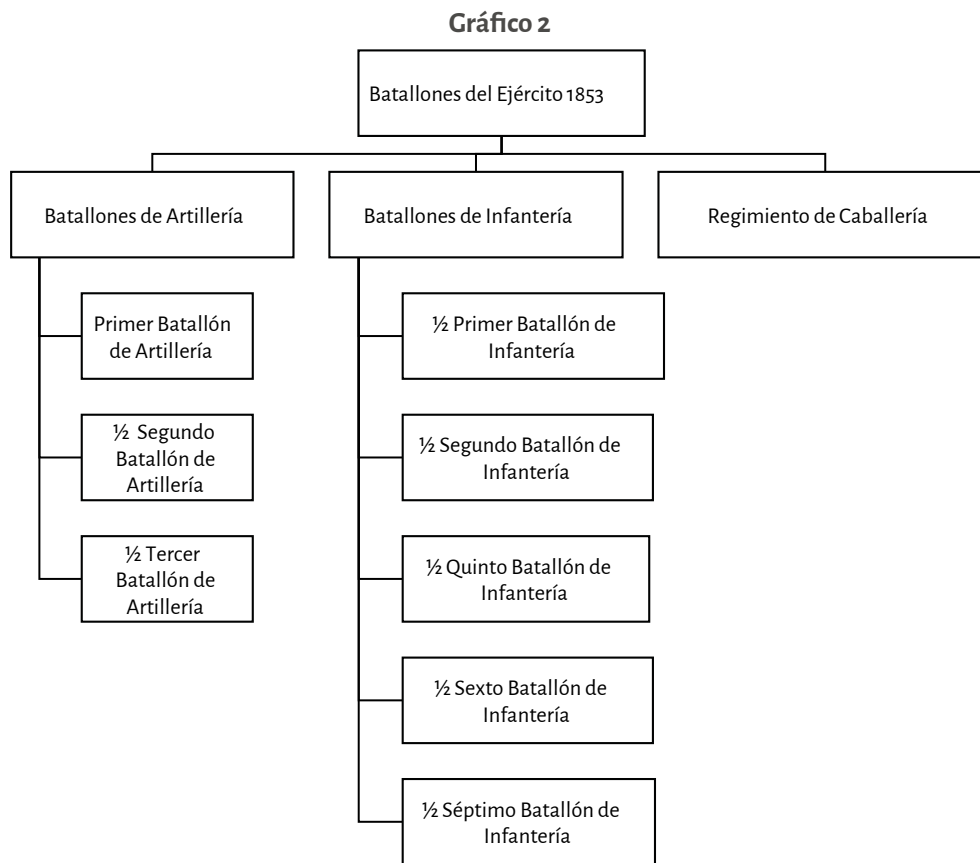 Gráfico 2
Batallones del Ejército 1853
Batallones de Artillería
Batallones de Infantería
Regimiento de Caballería
Primer Batallón
de Artillería
½ Segundo
Batallón de
Artillería
½ Tercer
Batallón de
Artillería
½ Primer Batallón de
Infantería
½ Segundo Batallón de
Infantería
½ Quinto Batallón de
Infantería
½ Sexto Batallón de
Infantería
½ Séptimo Batallón de
Infantería